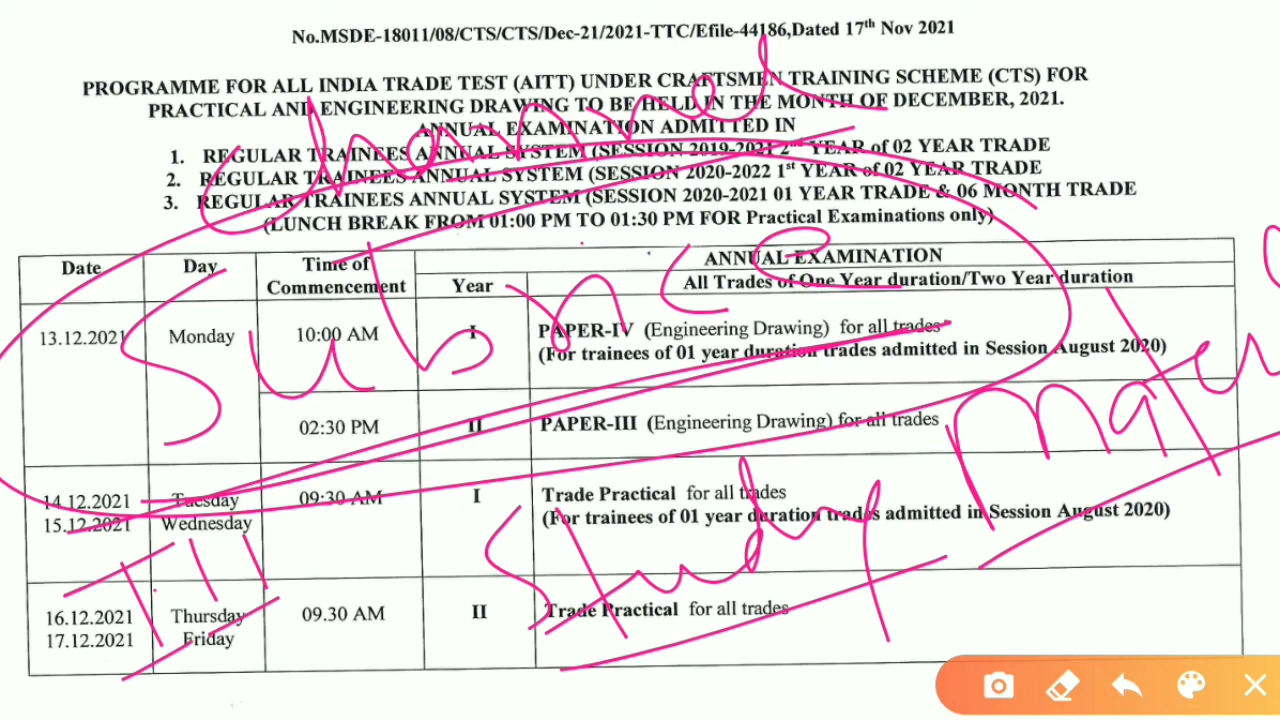 No.MSDE-18011/08/CTS/CTS/Dec-21/2021-TTC/Efile-44186,Dated 17th Nov 2021
PROGRAMME FOR ALL INDIA TRADE TEST (AITT) UNDER CRAFTSMEN TRAINING SCHEME (CTS) FOR
PRACTICAL AND ENGINEERING DRAWING TO BE HELD IN THE MONTH OF DECEMBER, 2021.
ANNUAL EXAMINATION ADMITTED IN
1. REGULAR TRAINEES ANNUAL SYSTEM (SESSION 2019-2021 2nd YEAR of 02 YEAR TRADE
2. REGULAR TRAINEES ANNUAL SYSTEM (SESSION 2020-2022 1st YEAR of 02 YEAR TRADE
3. REGULAR TRAINEES ANNUAL SYSTEM (SESSION 2020-2021 01 YEAR TRADE & 06 MONTH TRADE
(LUNCH BREAK FROM 01:00 PM TO 01:30 PM FOR Practical Examinations only)
Date Day Time of Commencement Year ANNUAL EXAMINATION
All Trades of One Year duration/Two Year duration
13.12.2021 Monday 10:00 AM I PAPER-IV (Engineering Drawing) for all trades
(For trainees of 01 year duration trades admitted in Session August 2020)
02:30 PM II PAPER-III (Engineering Drawing) for all trades
14.12.2021 Tuesday 09:30 AM I Trade Practical for all trades
15.12.2021 Wednesday (For trainees of 01 year duration trades admitted in Session August 2020)
16.12.2021 Thursday 09.30 AM II Trade Practical for all trades
17.12.2021 Friday
Channel
Subnce
ITI
Study